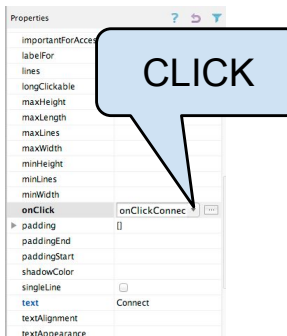 Properties ?
importantForAcces
labelFor
lines
longClickable
maxHeight
maxLength
maxLines
maxWidth
minHeight
minLines
minWidth
onClick onClickConnec ...
padding []
paddingEnd
paddingStart
shadowColor
singleLine
text Connect
textAlignment
textAppearance
CLICK